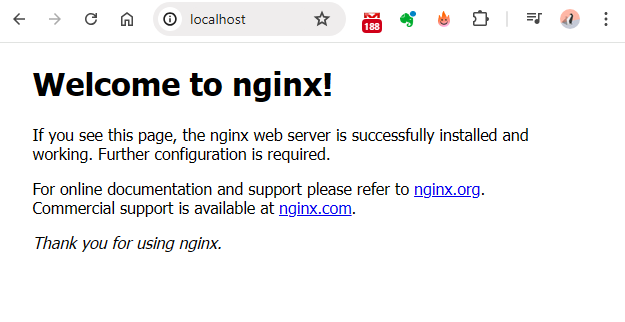 localhost
188
Welcome to nginx!
If you see this page, the nginx web server is successfully installed and
working. Further configuration is required.
For online documentation and support please refer to nginx.org.
Commercial support is available at nginx.com.
Thank you for using nginx.